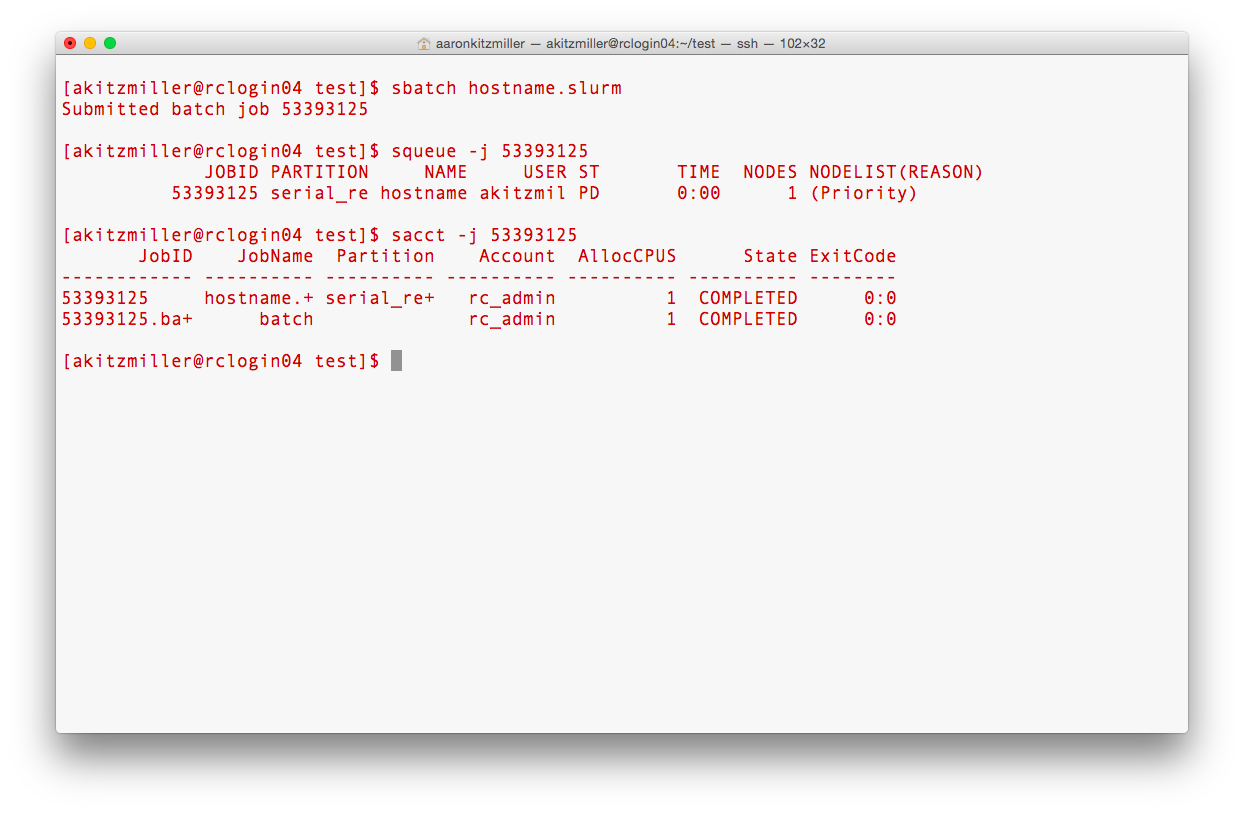 aaronkitzmiller — akitzmiller@rclogin04:~/test — ssh — 102×32
[akitzmiller@rclogin04 test]$ sbatch hostname.slurm
Submitted batch job 53393125
[akitzmiller@rclogin04 test]$ squeue -j 53393125
             JOBID PARTITION     NAME     USER ST       TIME  NODES NODELIST(REASON)
          53393125 serial_re hostname akitzmil PD       0:00      1 (Priority)
[akitzmiller@rclogin04 test]$ sacct -j 53393125
       JobID    JobName  Partition    Account  AllocCPUS      State ExitCode
------------ ---------- ---------- ---------- ---------- ---------- --------
53393125     hostname.+ serial_re+   rc_admin          1  COMPLETED      0:0
53393125.ba+      batch              rc_admin          1  COMPLETED      0:0
[akitzmiller@rclogin04 test]$